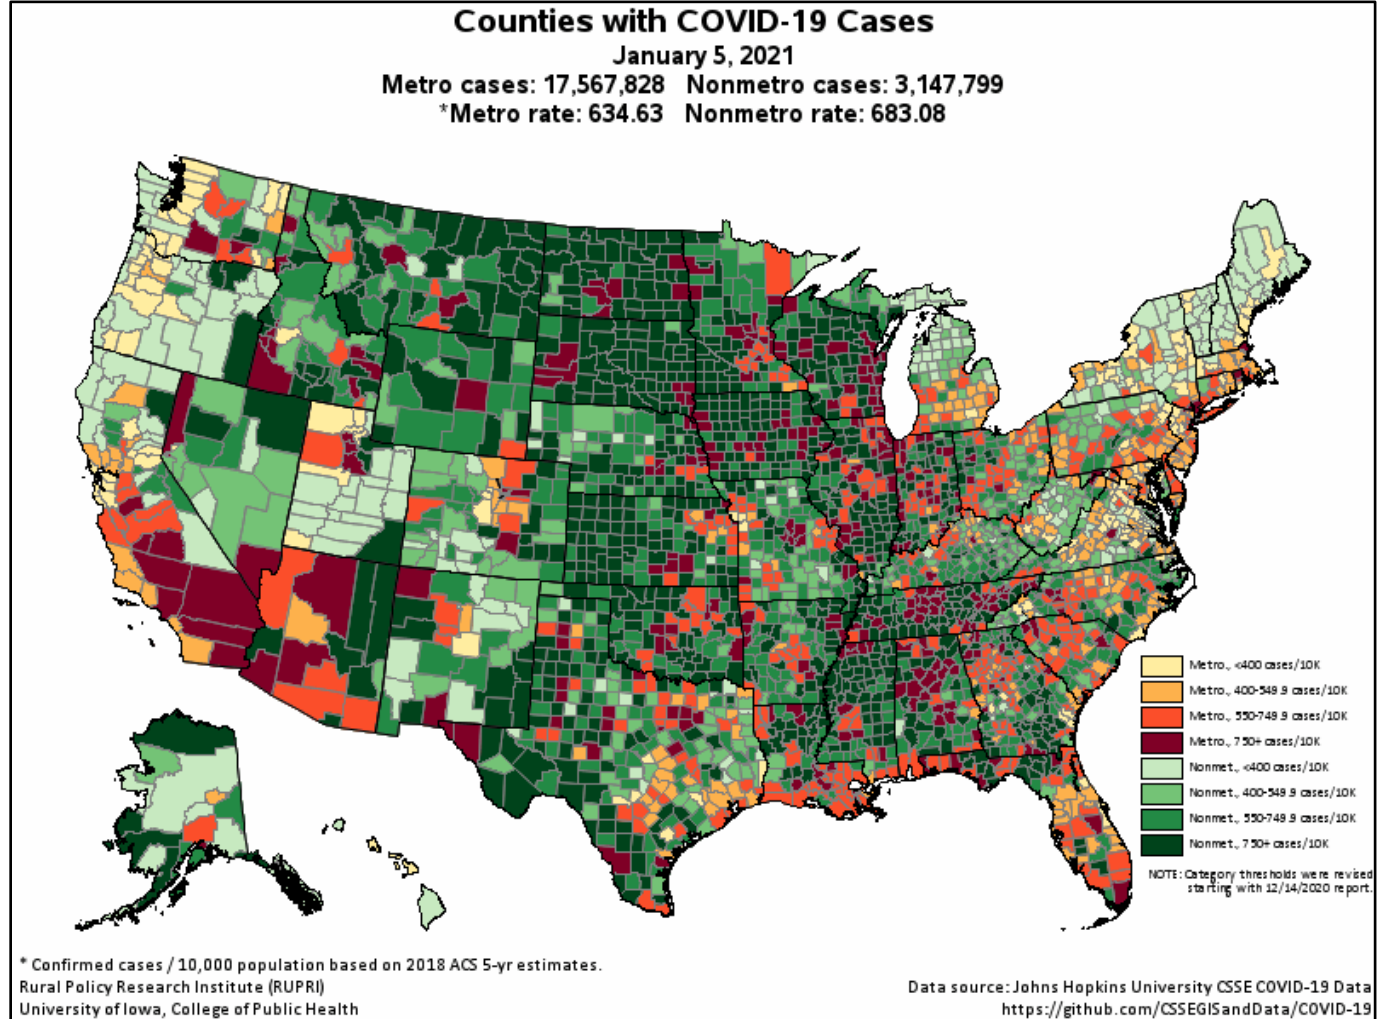 Counties with COVID-19 Cases
January 5, 2021
Metro cases: 17,567,828 Nonmetro cases: 3,147,799
*Metro rate: 634.63 Nonmetro rate: 683.08
Metro., <400 cases/10K
Metro., 400-549.9 cases/10K
Metro., 550-749.9 cases/10K
Metro., 750+ cases/10K
Nonmet., <400 cases/10K
Nonmet., 400-549.9 cases/10K
Nonmet., 550-749.9 cases/10K
Nonmet., 750+ cases/10K
NOTE: Category thresholds were revised
starting with 12/14/2020 report.
* Confirmed cases / 10,000 population based on 2018 ACS 5-yr estimates.
Rural Policy Research Institute (RUPRI)
University of Iowa, College of Public Health
Data source: Johns Hopkins University CSSE COVID-19 Data
https://github.com/CSSEGISandData/COVID-19